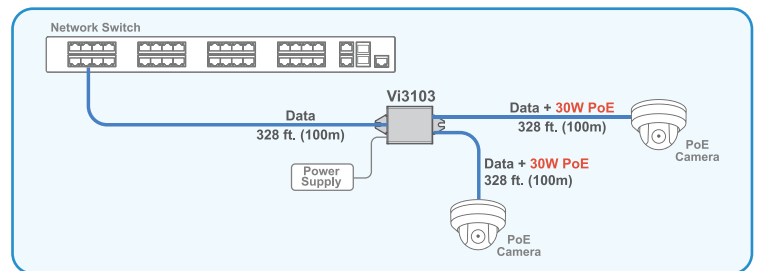 Network Switch
Vi3103
Data
328 ft. (100m)
Data + 30W PoE
328 ft. (100m)
PoE
Camera
Power
Supply
Data + 30W PoE
328 ft. (100m)
PoE
Camera